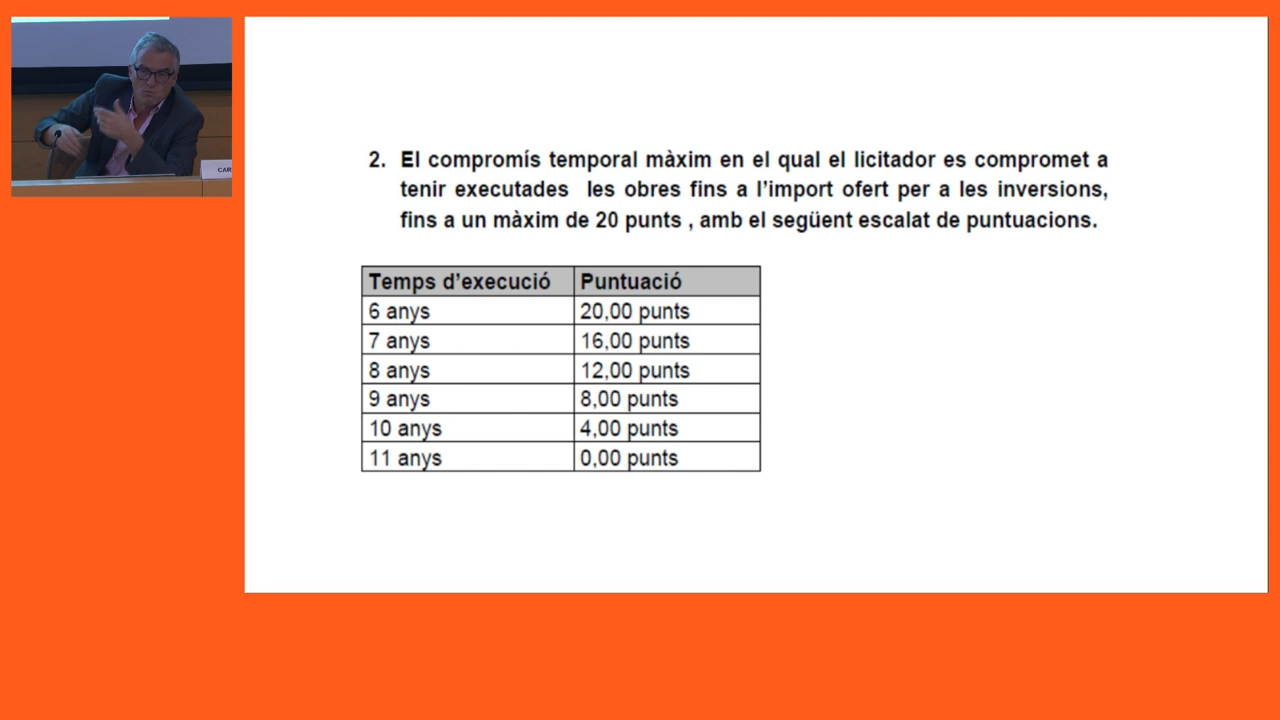 CAR
2. El compromís temporal màxim en el qual el licitador es compromet a
tenir executades les obres fins a l’import ofert per a les inversions,
fins a un màxim de 20 punts , amb el següent escalat de puntuacions.
Temps d’execució Puntuació
6 anys 20,00 punts
7 anys 16,00 punts
8 anys 12,00 punts
9 anys 8,00 punts
10 anys 4,00 punts
11 anys 0,00 punts